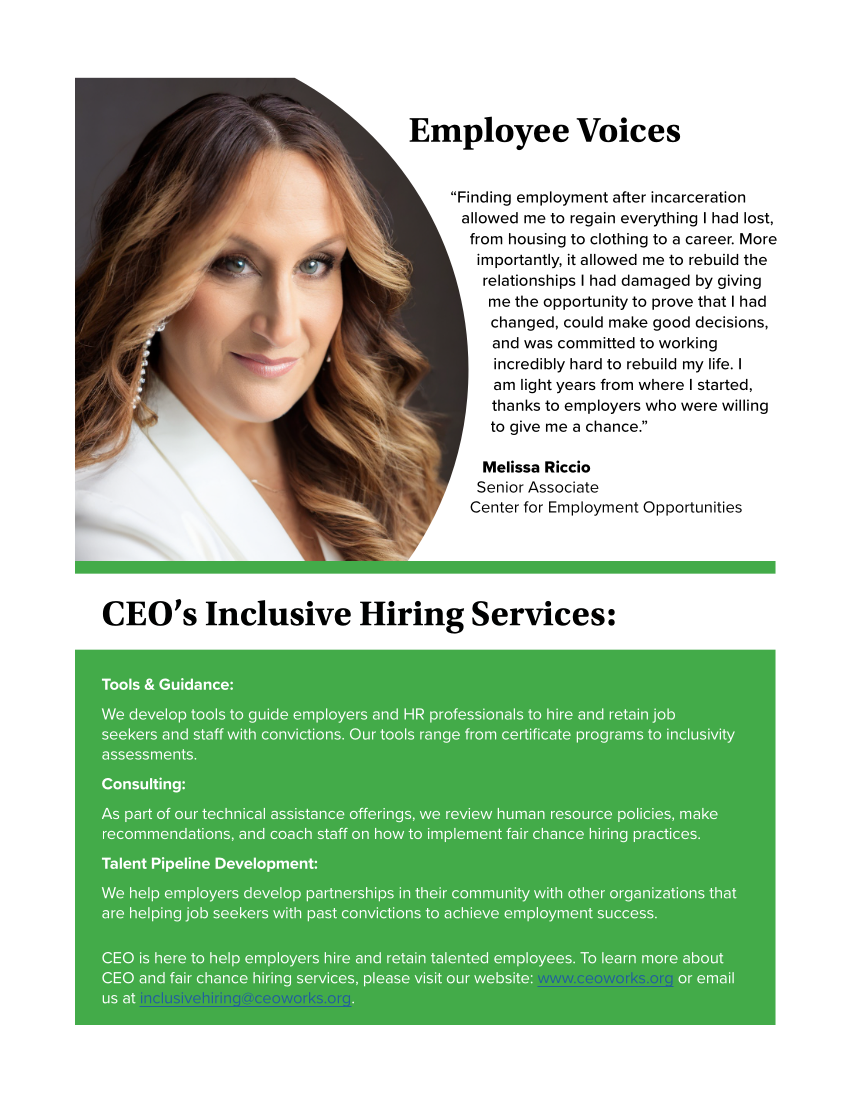 Employee Voices
“Finding employment after incarceration
allowed me to regain everything I had lost,
from housing to clothing to a career. More
importantly, it allowed me to rebuild the
relationships I had damaged by giving
me the opportunity to prove that I had
changed, could make good decisions,
and was committed to working
incredibly hard to rebuild my life. I
am light years from where I started,
thanks to employers who were willing
to give me a chance.”
Melissa Riccio
Senior Associate
Center for Employment Opportunities
CEO’s Inclusive Hiring Services:
Tools & Guidance:
We develop tools to guide employers and HR professionals to hire and retain job
seekers and staff with convictions. Our tools range from certificate programs to inclusivity
assessments.
Consulting:
As part of our technical assistance offerings, we review human resource policies, make
recommendations, and coach staff on how to implement fair chance hiring practices.
Talent Pipeline Development:
We help employers develop partnerships in their community with other organizations that
are helping job seekers with past convictions to achieve employment success.
CEO is here to help employers hire and retain talented employees. To learn more about
CEO and fair chance hiring services, please visit our website: www.ceoworks.org or email
us at inclusivehiring@ceoworks.org.